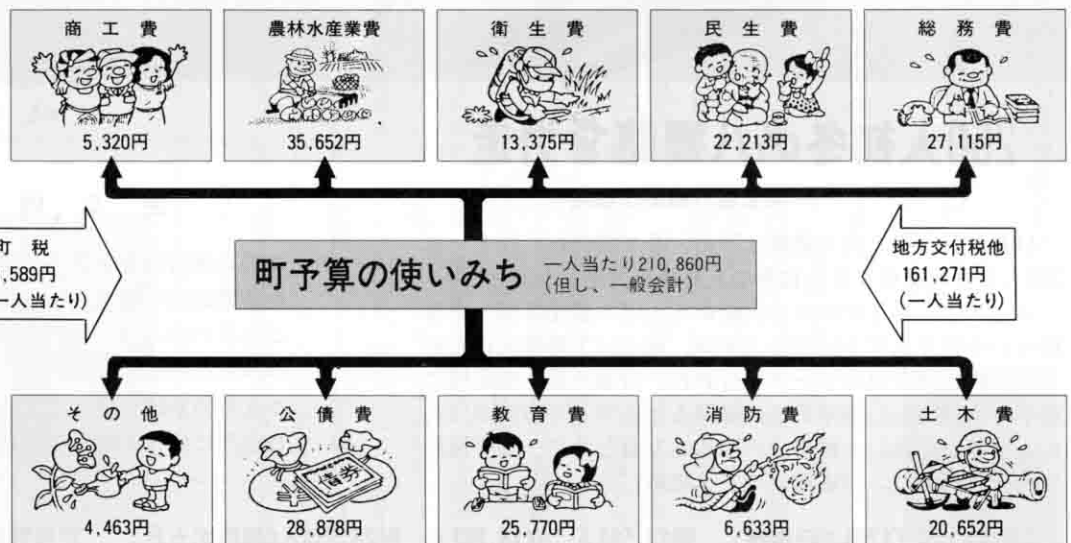 商工費
5,320円
農林水産業費
35,652円
衛生費
13,375円
民生費
22,213円
総務費
27,115円
町税
,589円
一人当たり)
町予算の使いみち
一人当たり210,860円
(但し、一般会計)
地方交付税他
161,271円
(一人当たり)
その他
4,463円
公債費
28,878円
教育費
25,770円
消防費
6,633円
土木費
20,652円